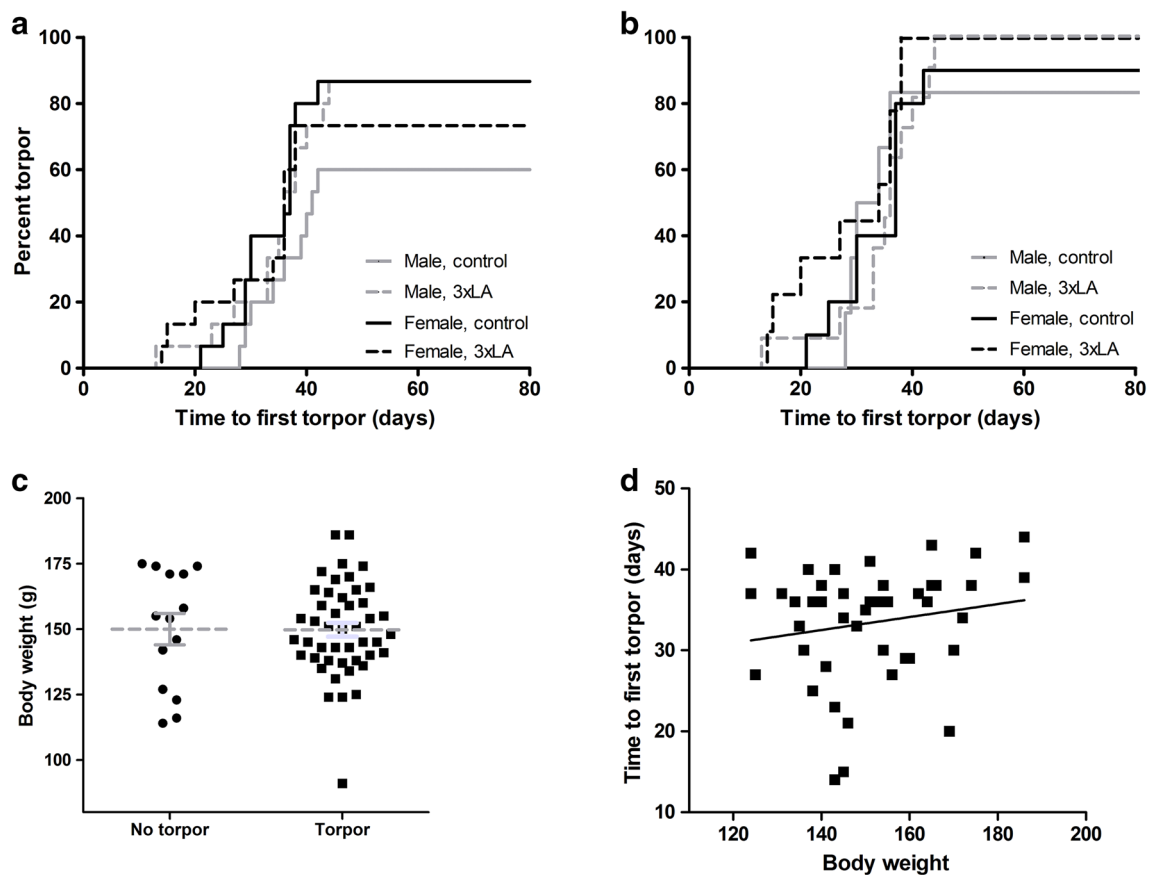 a
Percent torpor
100
80
60
40
20
0
0 20 40 60 80
Time to first torpor (days)
Male, control
Male, 3xLA
Female, control
Female, 3xLA
b
100
80
60
40
20
0
0 20 40 60 80
Time to first torpor (days)
Male, control
Male, 3xLA
Female, control
Female, 3xLA
c
Body weight (g)
200
175
150
125
100
No torpor Torpor
d
Time to first torpor (days)
50
40
30
20
10
120 140 160 180 200
Body weight